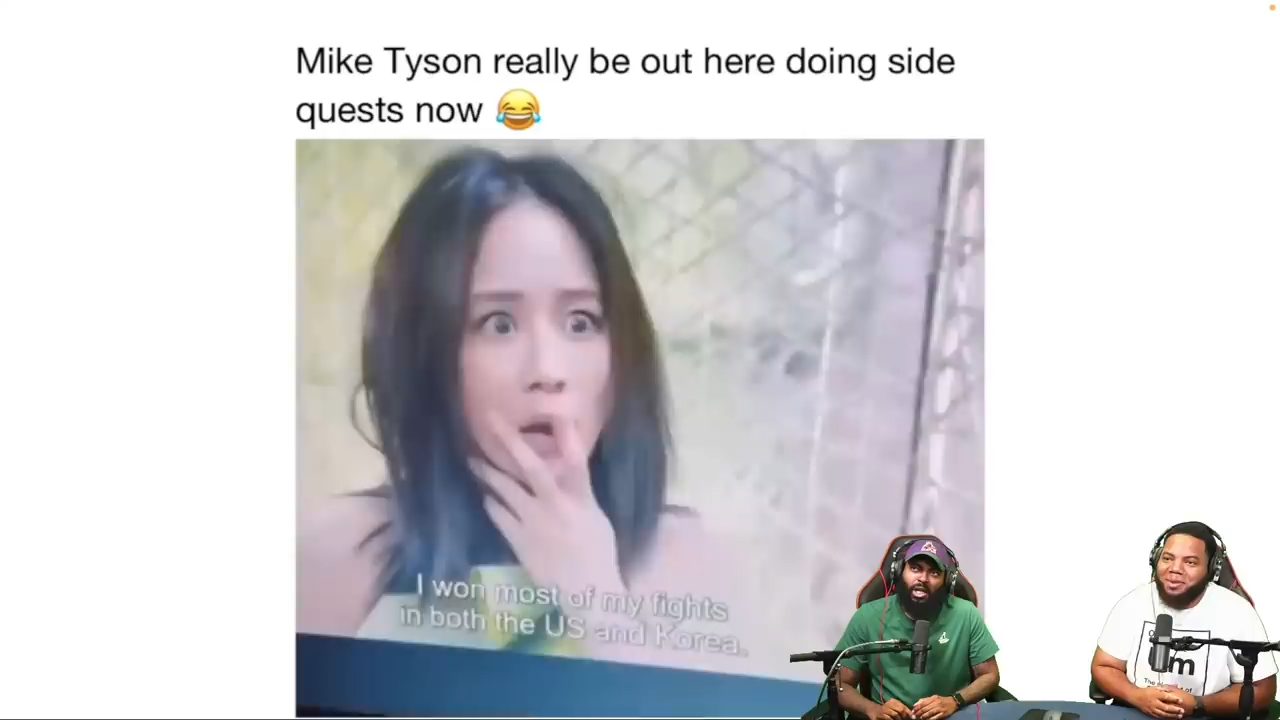 Mike Tyson really be out here doing side
quests now 😂
I won most of my fights
in both the US and Korea.